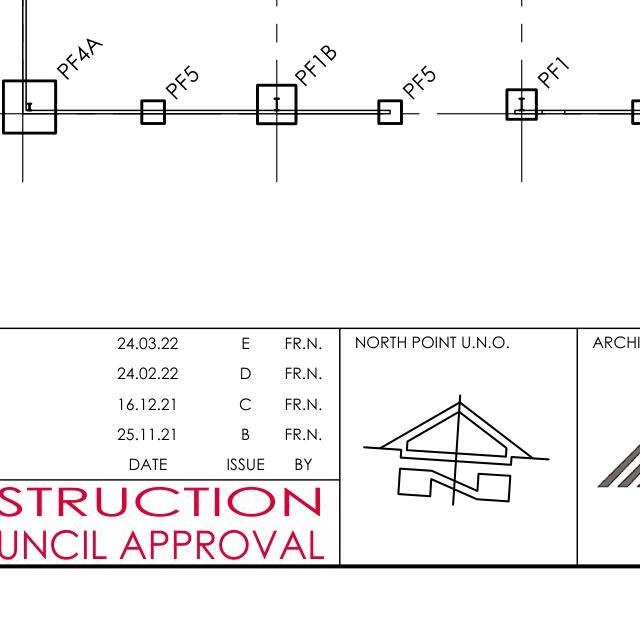 PF4A
PF5
PF1B
PF5
PF1
24.03.22 E FR.N.
24.02.22 D FR.N.
16.12.21 C FR.N.
25.11.21 B FR.N.
DATE ISSUE BY
STRUCTION
UNCIL APPROVAL
NORTH POINT U.N.O.
N
ARCHI